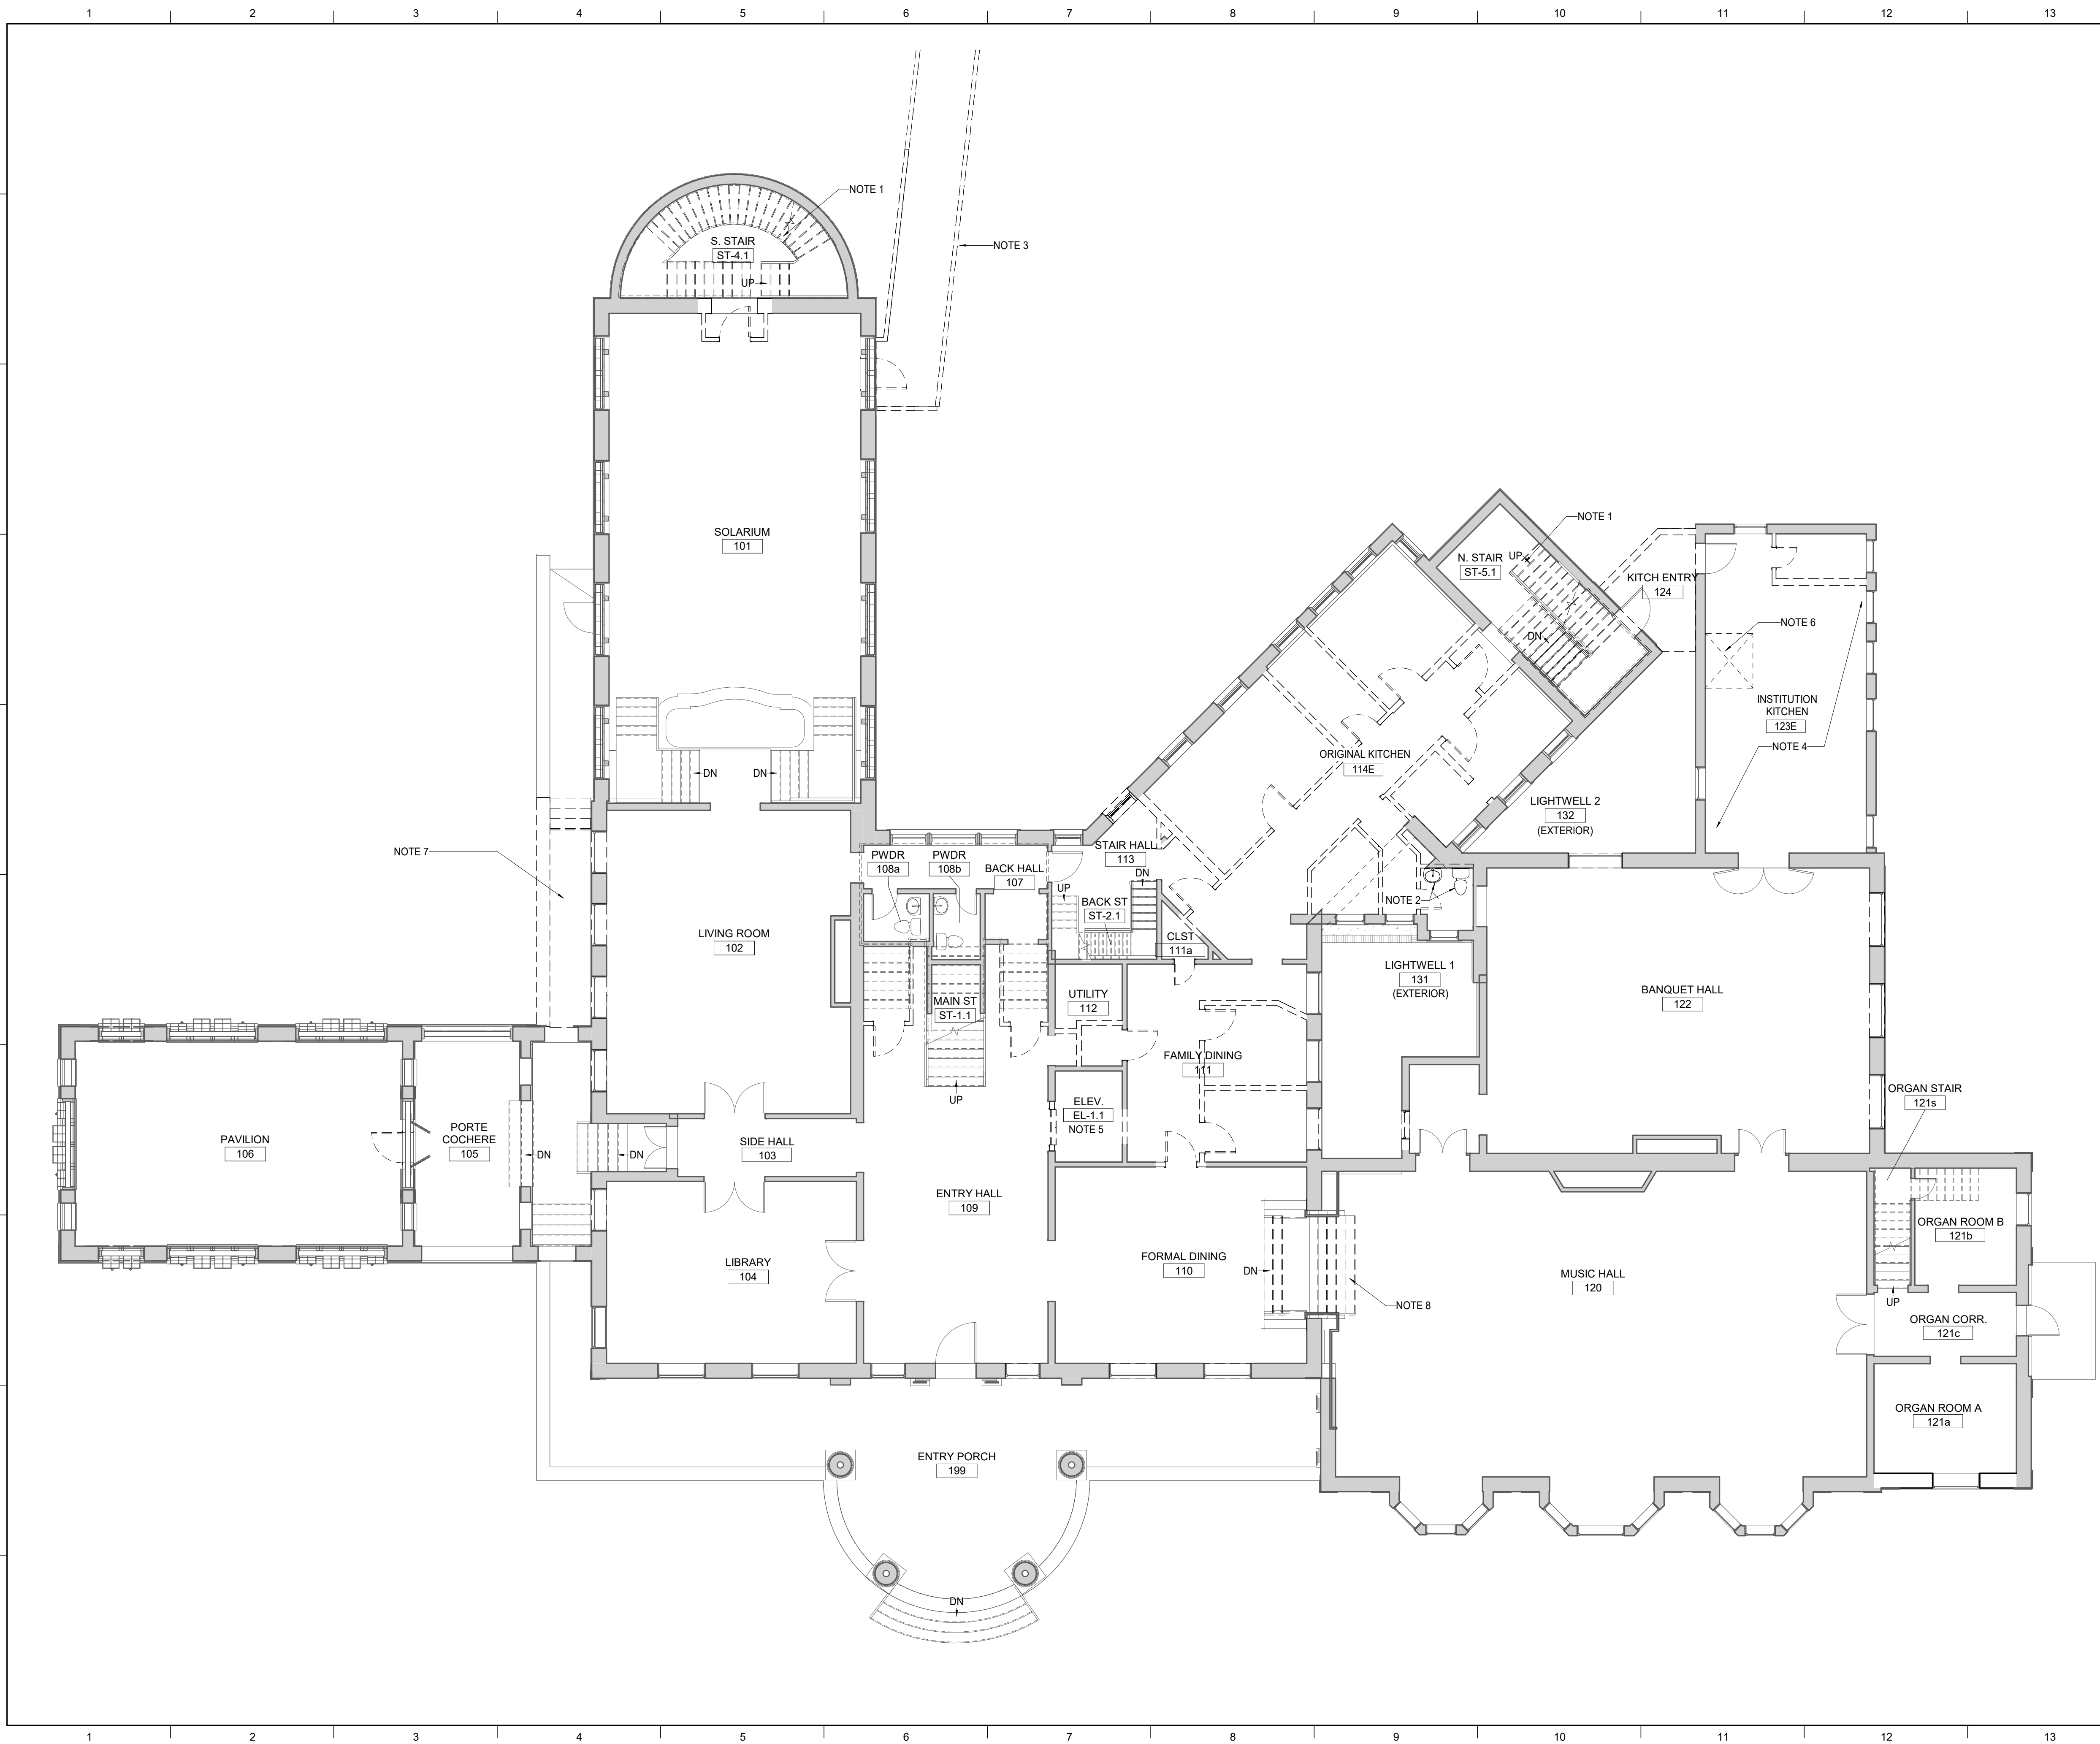 1 2 3 4 5 6 7 8 9 10 11 12 13
NOTE 1
S. STAIR
ST-4.1
UP
NOTE 3
SOLARIUM
101
DN
DN
NOTE 1
N. STAIR
ST-5.1
UP
DN
KITCH ENTRY
124
NOTE 6
INSTITUTION
KITCHEN
123E
NOTE 4
ORIGINAL KITCHEN
114E
LIGHTWELL 2
132
(EXTERIOR)
NOTE 7
PWDR
108a
PWDR
108b
BACK HALL
107
STAIR HALL
113
DN
UP
BACK ST
ST-2.1
CLST
111a
NOTE 2
LIVING ROOM
102
MAIN ST
ST-1.1
UP
UTILITY
112
LIGHTWELL 1
131
(EXTERIOR)
BANQUET HALL
122
FAMILY DINING
111
ELEV.
EL-1.1
NOTE 5
ORGAN STAIR
121s
PAVILION
106
PORTE
COCHERE
105
DN
DN
SIDE HALL
103
ENTRY HALL
109
LIBRARY
104
FORMAL DINING
110
DN
NOTE 8
MUSIC HALL
120
ORGAN ROOM B
121b
UP
ORGAN CORR.
121c
ORGAN ROOM A
121a
ENTRY PORCH
199
DN
1 2 3 4 5 6 7 8 9 10 11 12 13